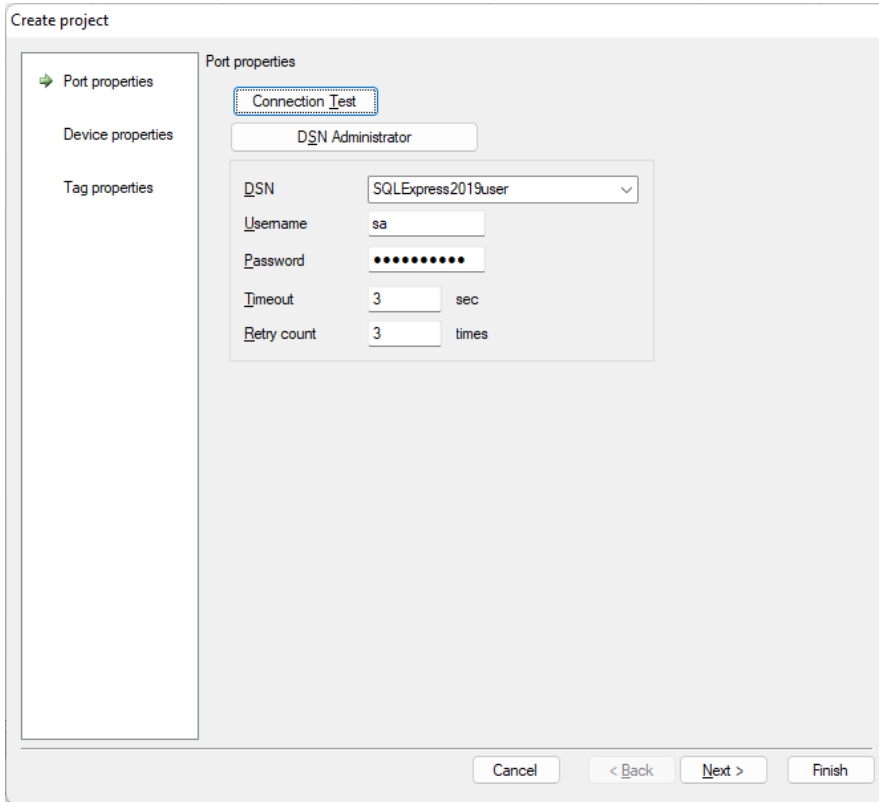 Create project
Port properties
Device properties
Tag properties
Port properties
Connection Test
DSN Administrator
DSN SQLExpress2019user
Username sa
Password ●●●●●●●●●●
Timeout 3 sec
Retry count 3 times
Cancel < Back Next > Finish